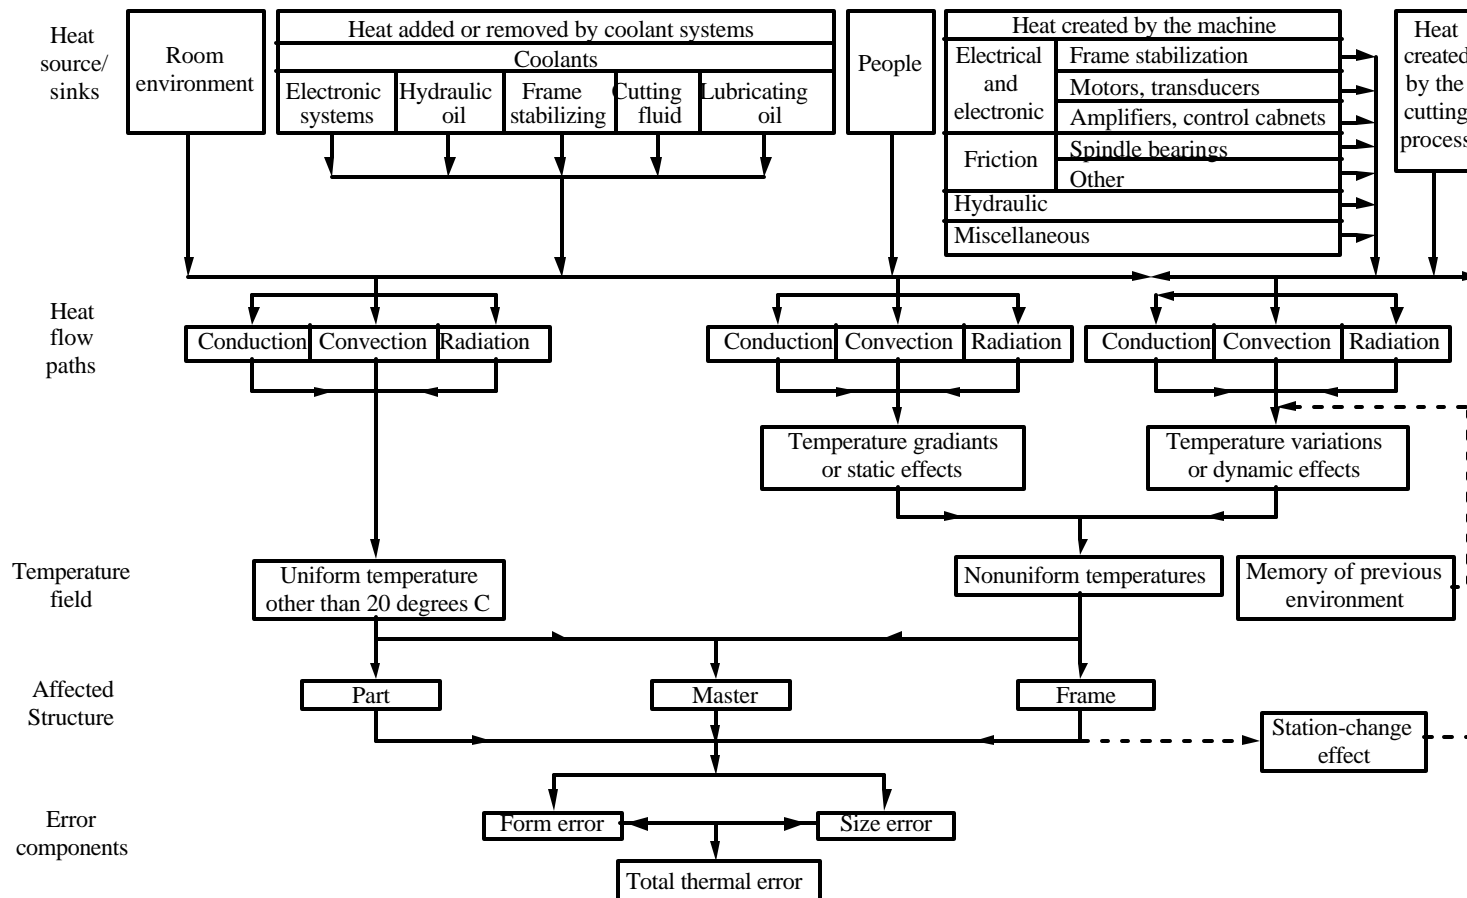 Heat
source/
sinks
Room
environment
Heat added or removed by coolant systems
Coolants
Electronic
systems
Hydraulic
oil
Frame
stabilizing
Cutting
fluid
Lubricating
oil
People
Heat created by the machine
Electrical
and
electronic
Frame stabilization
Motors, transducers
Amplifiers, control cabnets
Friction
Spindle bearings
Other
Hydraulic
Miscellaneous
Heat
created
by the
cutting
process
Heat
flow
paths
Conduction
Convection
Radiation
Conduction
Convection
Radiation
Conduction
Convection
Radiation
Temperature gradiants
or static effects
Temperature variations
or dynamic effects
Temperature
field
Uniform temperature
other than 20 degrees C
Nonuniform temperatures
Memory of previous
environment
Affected
Structure
Part
Master
Frame
Station-change
effect
Error
components
Form error
Size error
Total thermal error